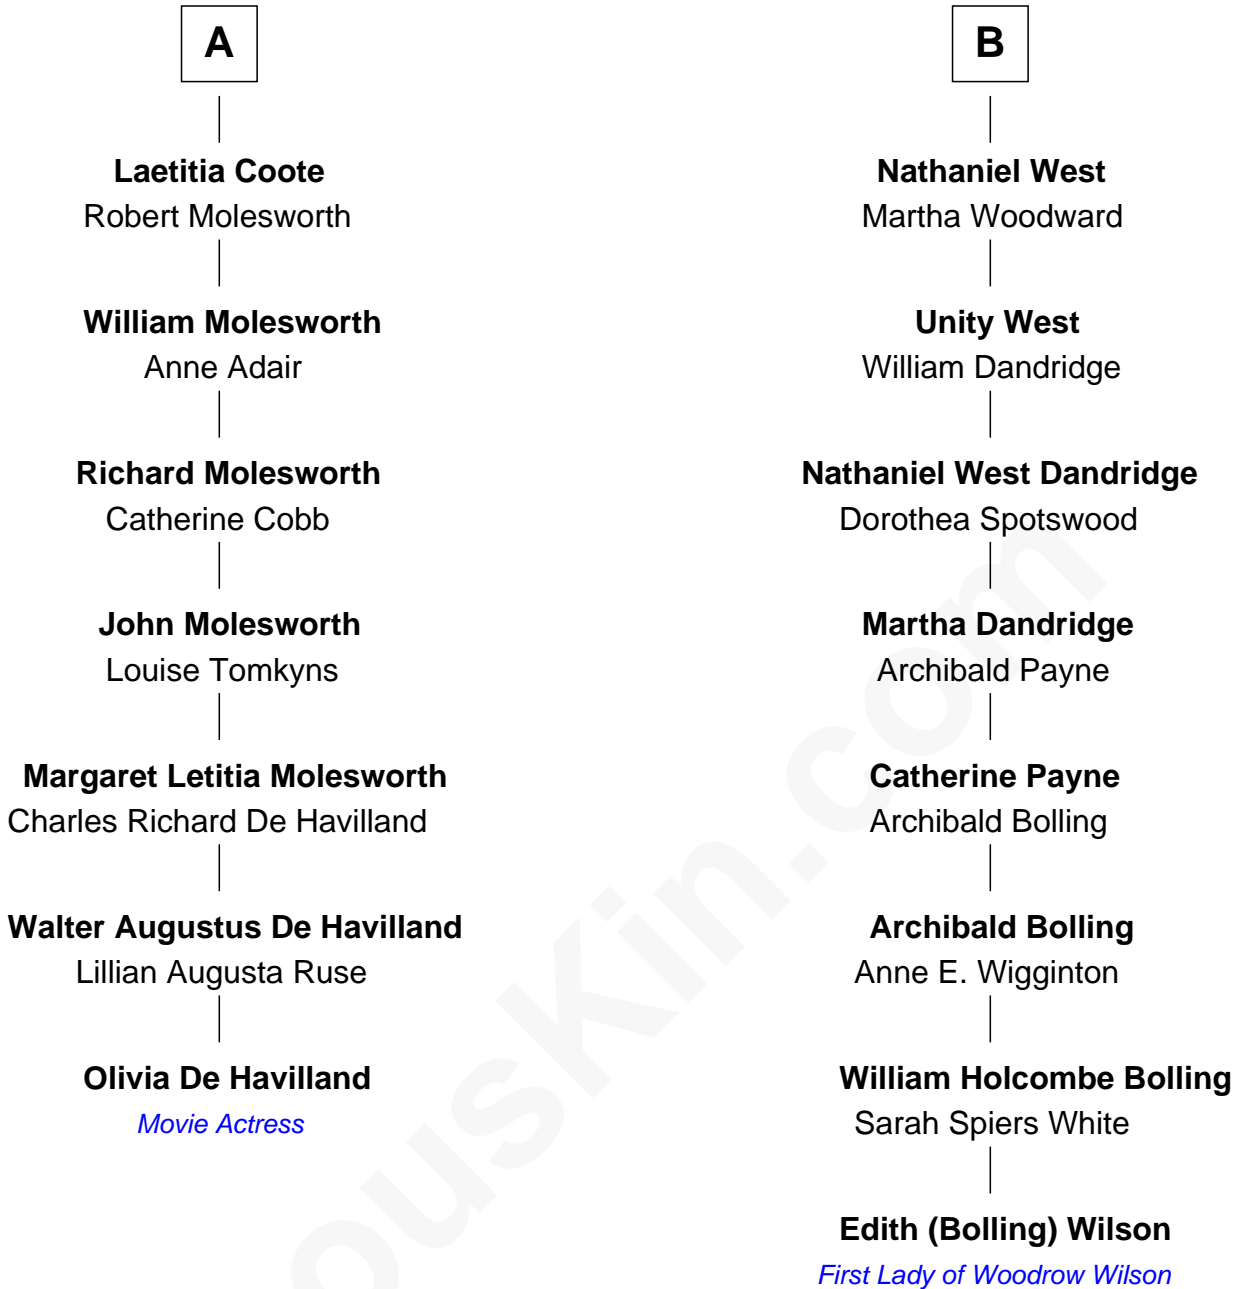 A
Laetitia Coote
Robert Molesworth
William Molesworth
Anne Adair
Richard Molesworth
Catherine Cobb
John Molesworth
Louise Tomkyns
Margaret Letitia Molesworth
Charles Richard De Havilland
Walter Augustus De Havilland
Lillian Augusta Ruse
Olivia De Havilland
Movie Actress
B
Nathaniel West
Martha Woodward
Unity West
William Dandridge
Nathaniel West Dandridge
Dorothea Spotswood
Martha Dandridge
Archibald Payne
Catherine Payne
Archibald Bolling
Archibald Bolling
Anne E. Wigginton
William Holcombe Bolling
Sarah Spiers White
Edith (Bolling) Wilson
First Lady of Woodrow Wilson
ousKin.com